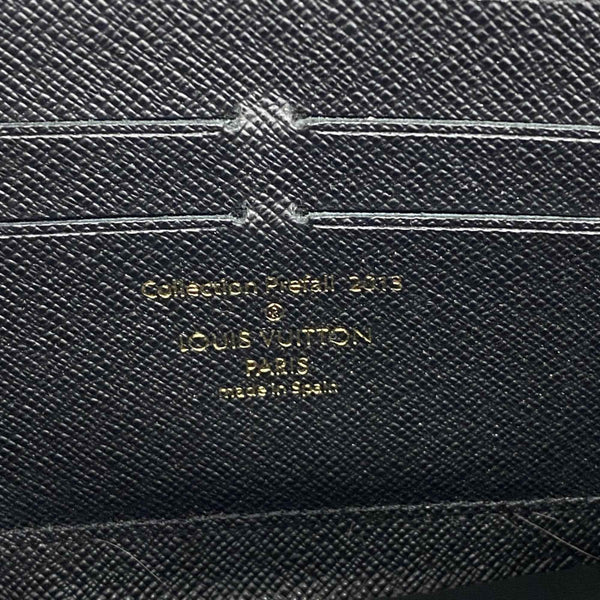 Collection Prefall 2018
®
LOUIS VUITTON
PARIS
made in Spain